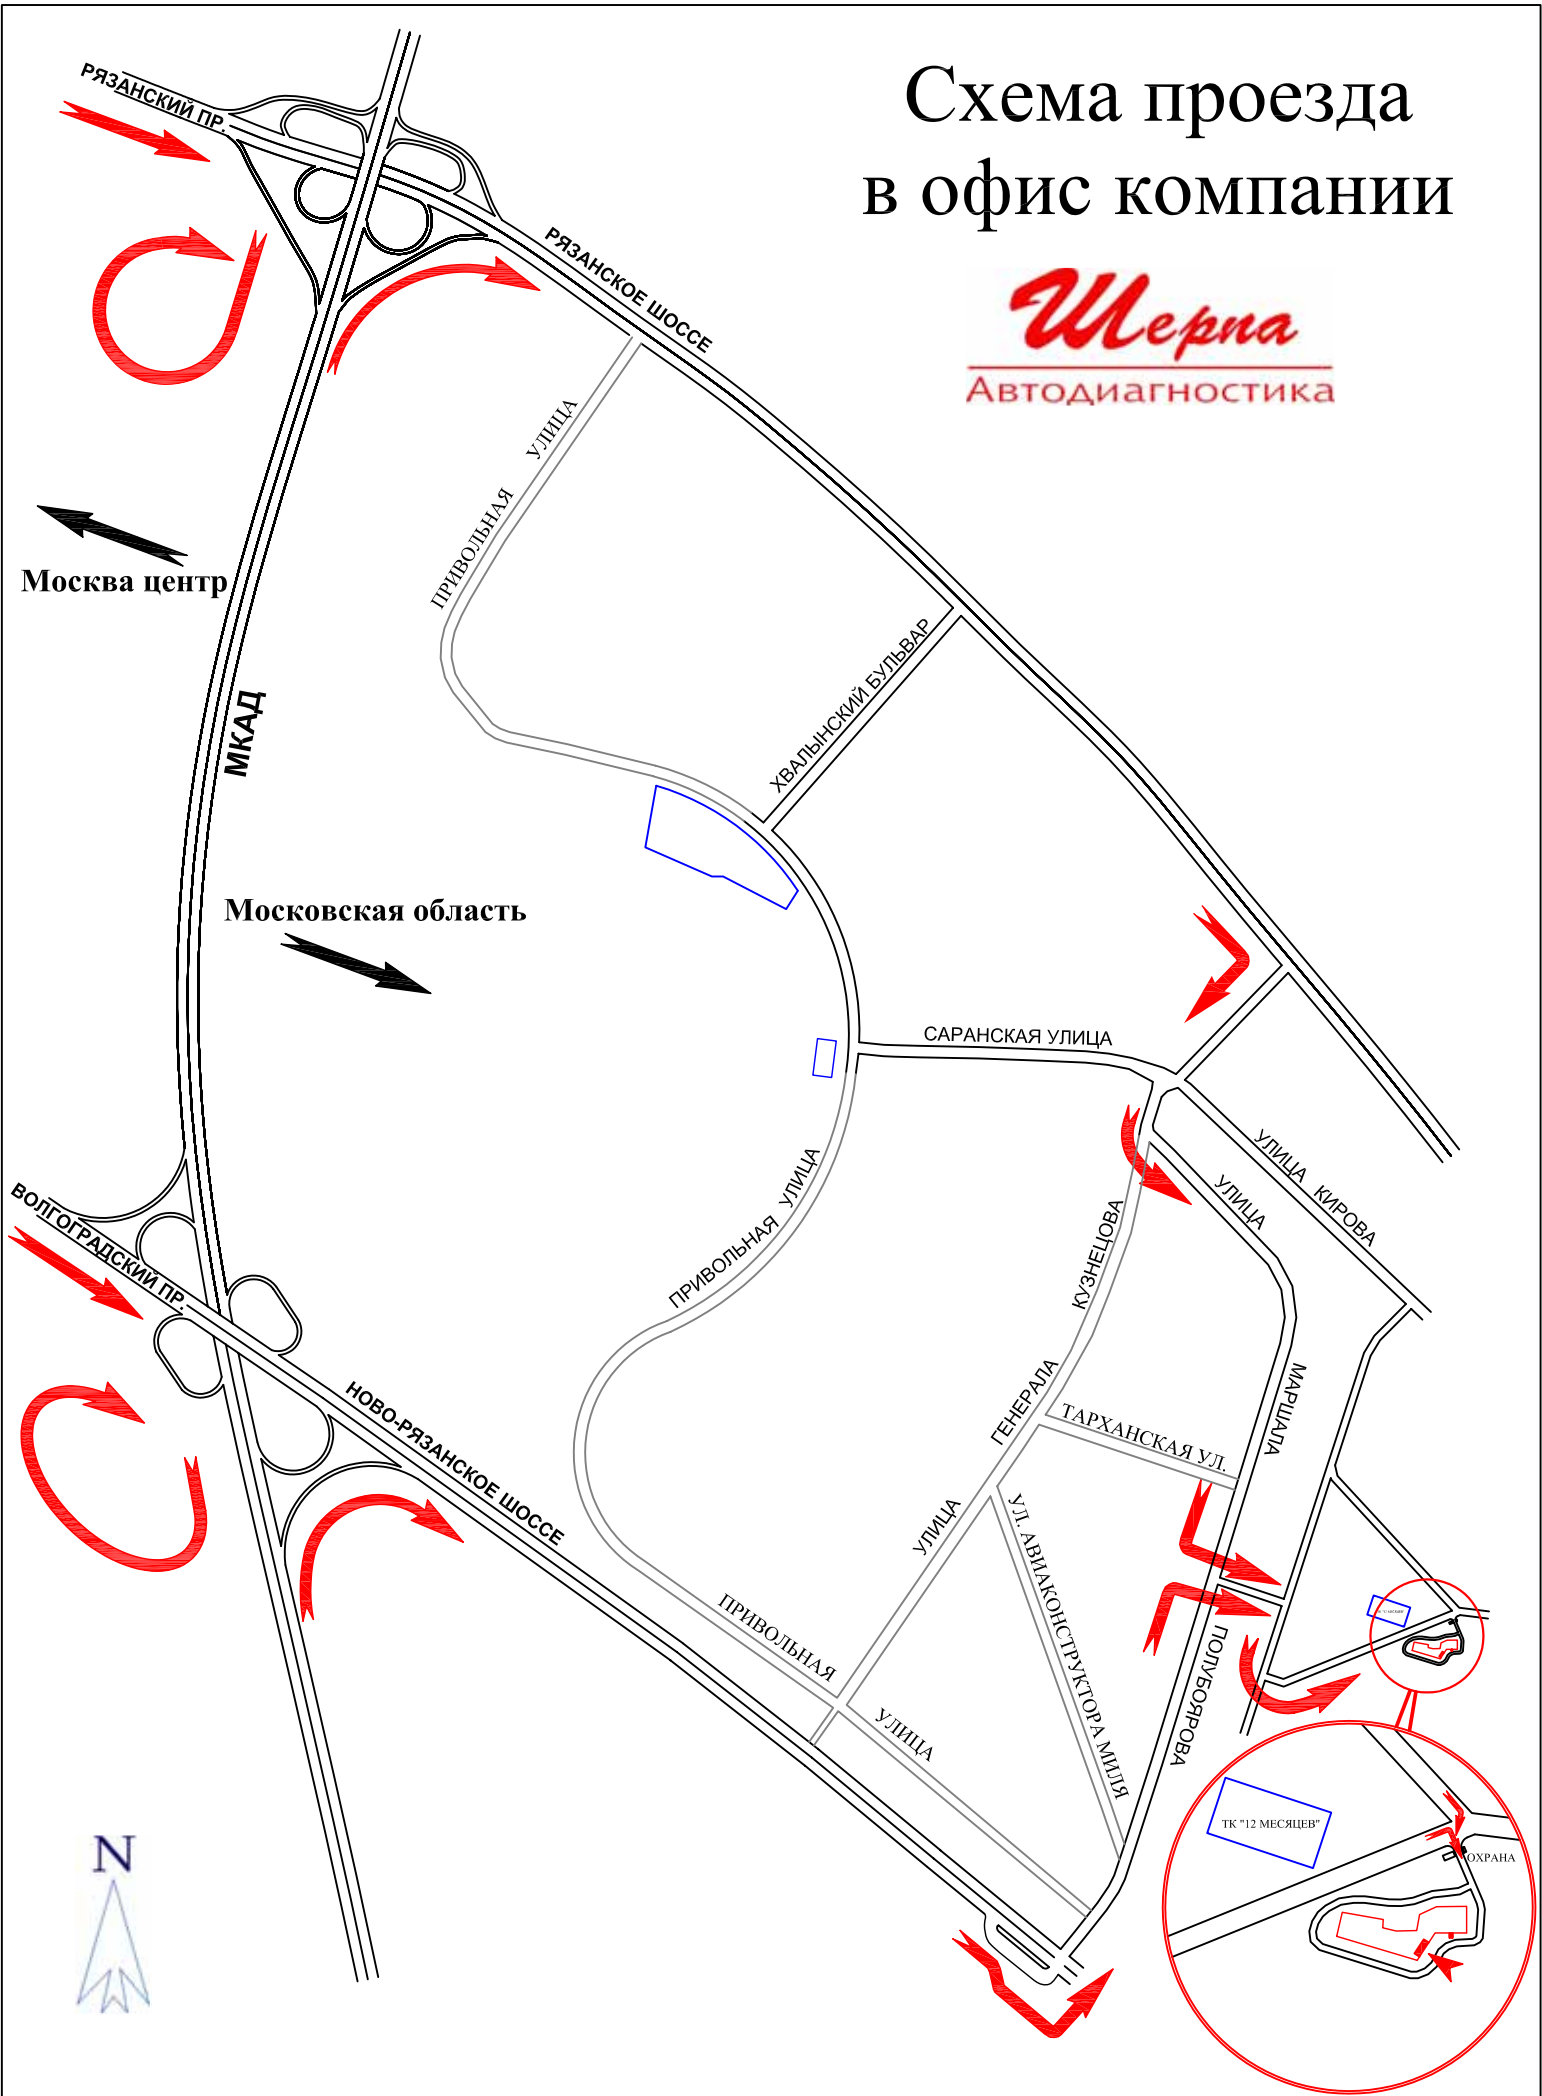 Схема проезда
в офис компании
Шерпа
Автодиагностика
РЯЗАНСКИЙ ПР.
РЯЗАНСКОЕ ШОССЕ
ПРИВОЛЬНАЯ УЛИЦА
Москва центр
МКАД
ХВАЛЫНСКИЙ БУЛЬВАР
Московская область
САРАНСКАЯ УЛИЦА
УЛИЦА КИРОВА
ПРИВОЛЬНАЯ УЛИЦА
ВОЛГОГРАДСКИЙ ПР.
НОВО-РЯЗАНСКОЕ ШОССЕ
УЛИЦА ГЕНЕРАЛА КУЗНЕЦОВА
УЛИЦА МАРШАЛА ПОЛУБОЯРОВА
ТАРХАНСКАЯ УЛ.
УЛ. АВИАКОНСТРУКТОРА МИЛЯ
ПРИВОЛЬНАЯ УЛИЦА
ТК "12 МЕСЯЦЕВ"
ОХРАНА
N